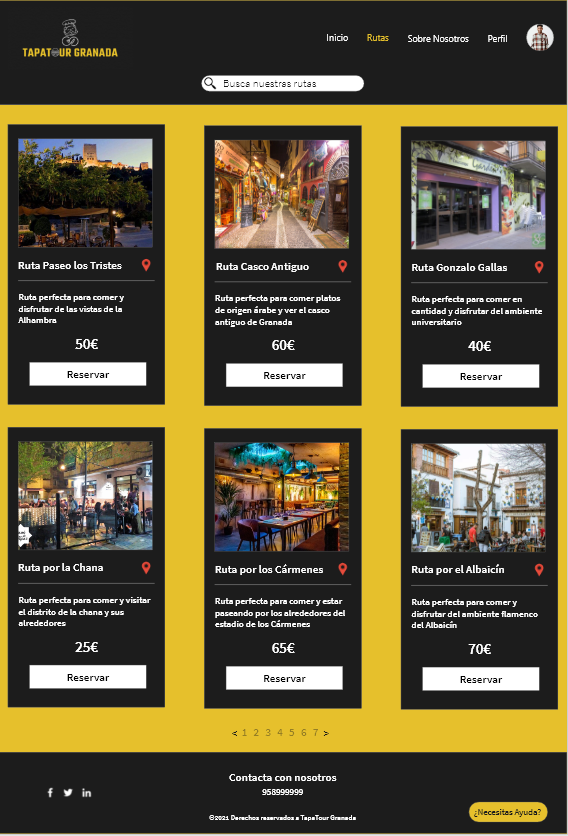 TAPATOUR GRANADA
Inicio
Rutas
Sobre Nosotros
Perfil
Busca nuestras rutas
Ruta Paseo los Tristes
Ruta perfecta para comer y
disfrutar de las vistas de la
Alhambra
50€
Reservar
Ruta Casco Antiguo
Ruta perfecta para comer platos
de origen árabe y ver el casco
antiguo de Granada
60€
Reservar
Ruta Gonzalo Gallas
Ruta perfecta para comer en
cantidad y disfrutar del ambiente
universitario
40€
Reservar
Ruta por la Chana
Ruta perfecta para comer y visitar
el distrito de la chana y sus
alrededores
25€
Reservar
Ruta por los Cármenes
Ruta perfecta para comer y estar
paseando por los alrededores del
estadio de los Cármenes
65€
Reservar
Ruta por el Albaicín
Ruta perfecta para comer y
disfrutar del ambiente flamenco
del Albaicín
70€
Reservar
< 1 2 3 4 5 6 7 >
Contacta con nosotros
958999999
©2021 Derechos reservados a TapaTour Granada
¿Necesitas Ayuda?